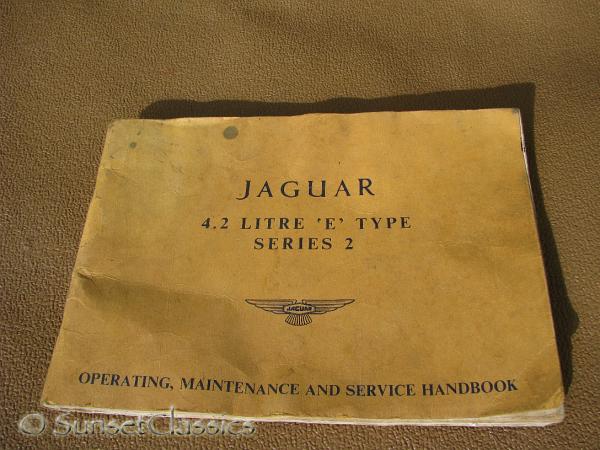 JAGUAR
4.2 LITRE 'E' TYPE
SERIES 2
JAGUAR
OPERATING, MAINTENANCE AND SERVICE HANDBOOK
© SunsetClassics